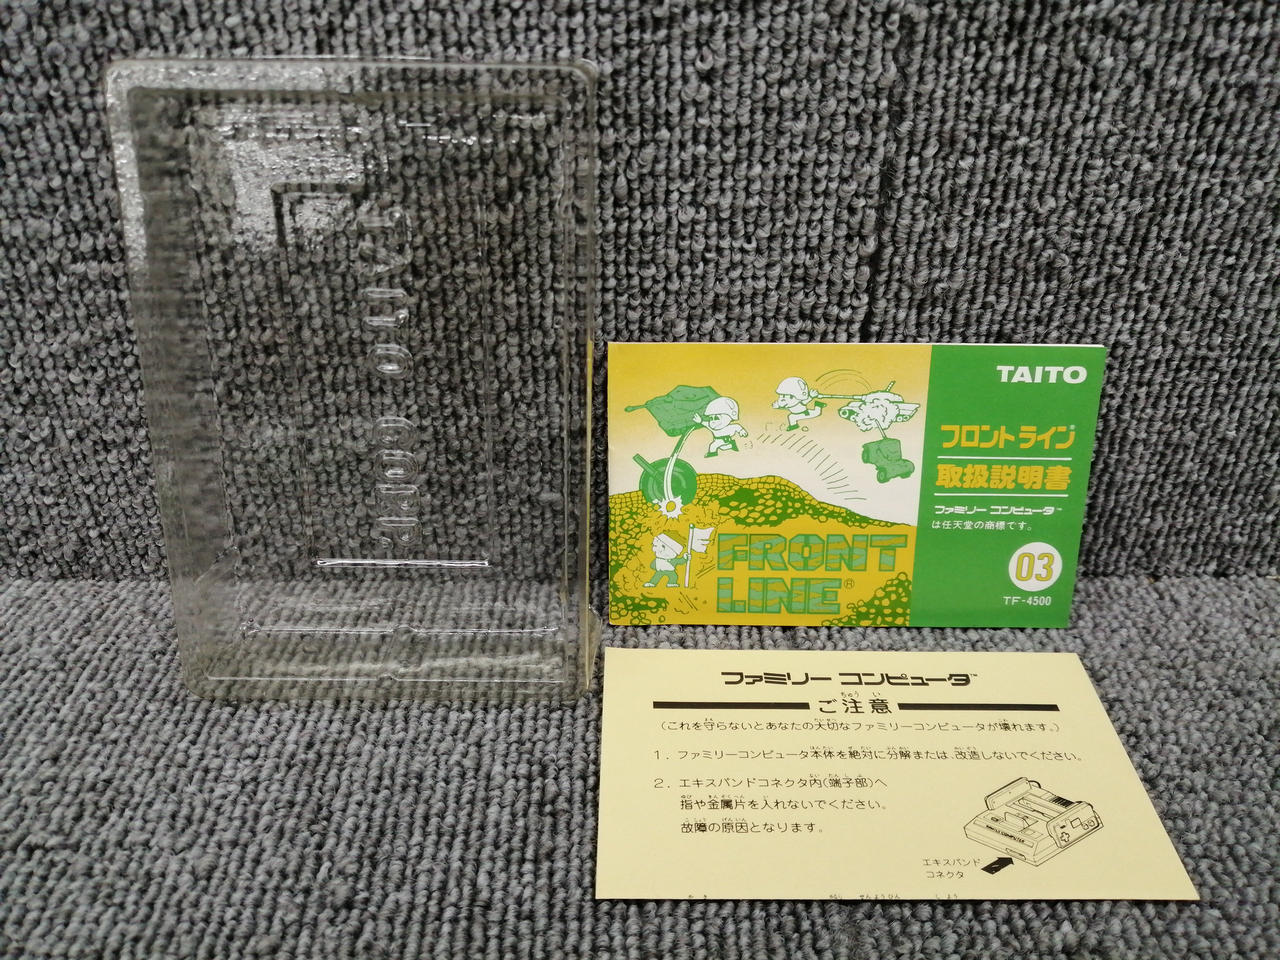 TAITO
フロントライン®
取扱説明書
ファミリー コンピュータ™
は任天堂の商標です。
03
TF-4500
FRONT
LINE®
ファミリー コンピュータ™
ご注意
(これを守らないとあなたの大切なファミリーコンピュータが壊れます。)
1. ファミリーコンピュータ本体を絶対に分解または、改造しないでください。
2. エキスパンドコネクタ内(端子部)へ
指や金属片を入れないでください。
故障の原因となります。
エキスパンド
コネクタ